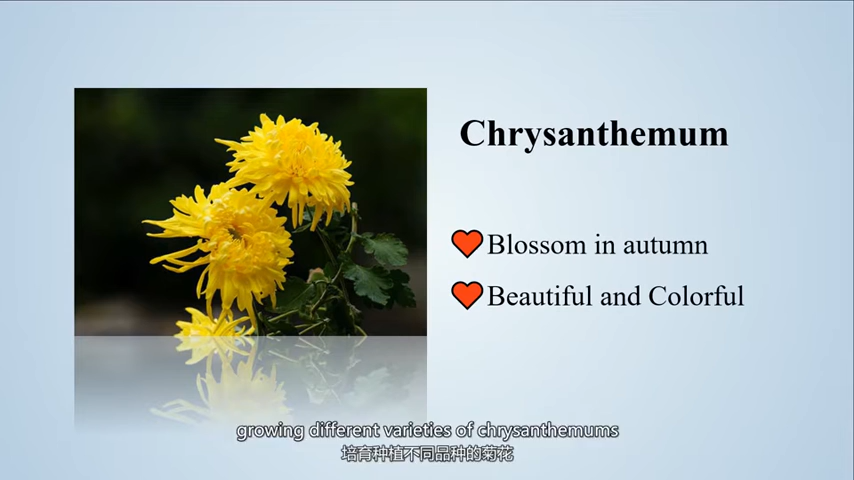 Chrysanthemum
Blossom in autumn
Beautiful and Colorful
growing different varieties of chrysanthemums
培育种植不同品种的菊花